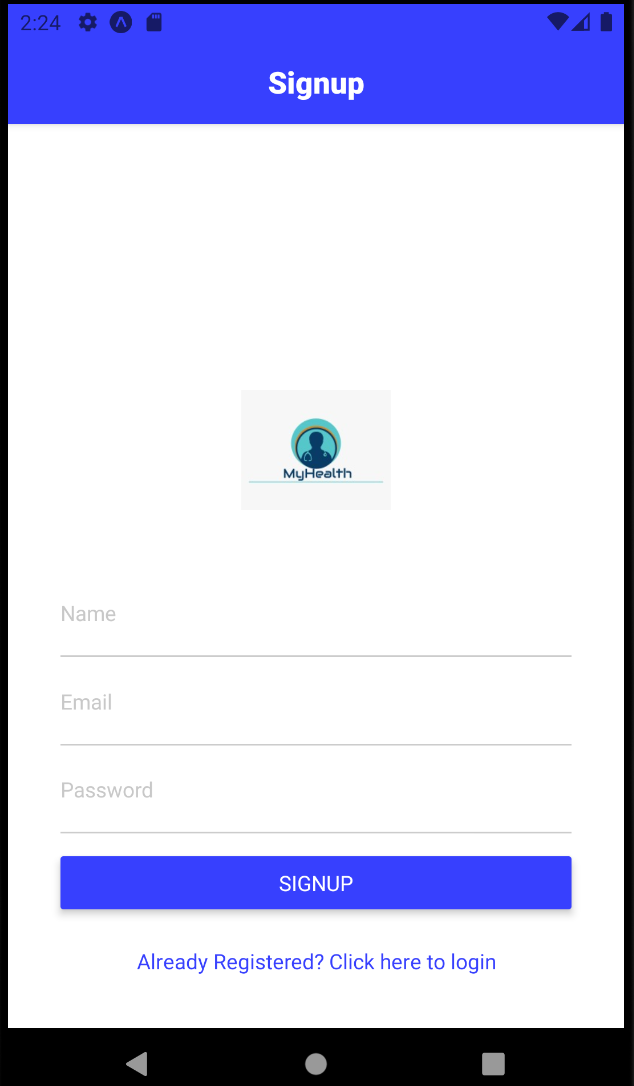 2:24
Signup
MyHealth
Name
Email
Password
SIGNUP
Already Registered? Click here to login